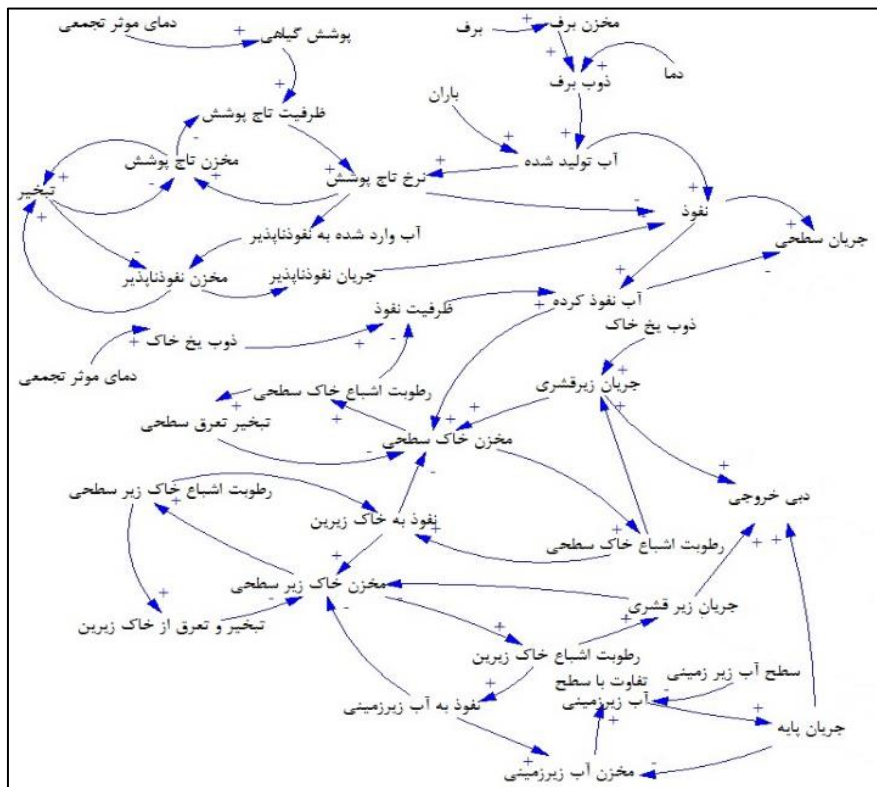 دمای موثر تجمعی
پوشش گیاهی
برف
مخزن برف
ذوب برف
دما
باران
ظرفیت تاج پوشش
آب تولید شده
مخزن تاج پوشش
نرخ تاج پوشش
تبخیر
نفوذ
جریان سطحی
آب وارد شده به نفوذناپذیر
مخزن نفوذناپذیر
جریان نفوذناپذیر
آب نفوذ کرده
ظرفیت نفوذ
ذوب یخ خاک
ذوب یخ خاک
دمای موثر تجمعی
رطوبت اشباع خاک سطحی
جریان زیرقشری
تبخیر تعرق سطحی
مخزن خاک سطحی
رطوبت اشباع خاک زیر سطحی
دبی خروجی
نفوذ به خاک زیرین
رطوبت اشباع خاک سطحی
مخزن خاک زیر سطحی
جریان زیر قشری
تبخیر و تعرق از خاک زیرین
رطوبت اشباع خاک زیرین
سطح آب زیر زمینی
تفاوت با سطح
آب زیرزمینی
نفوذ به آب زیرزمینی
جریان پایه
مخزن آب زیرزمینی